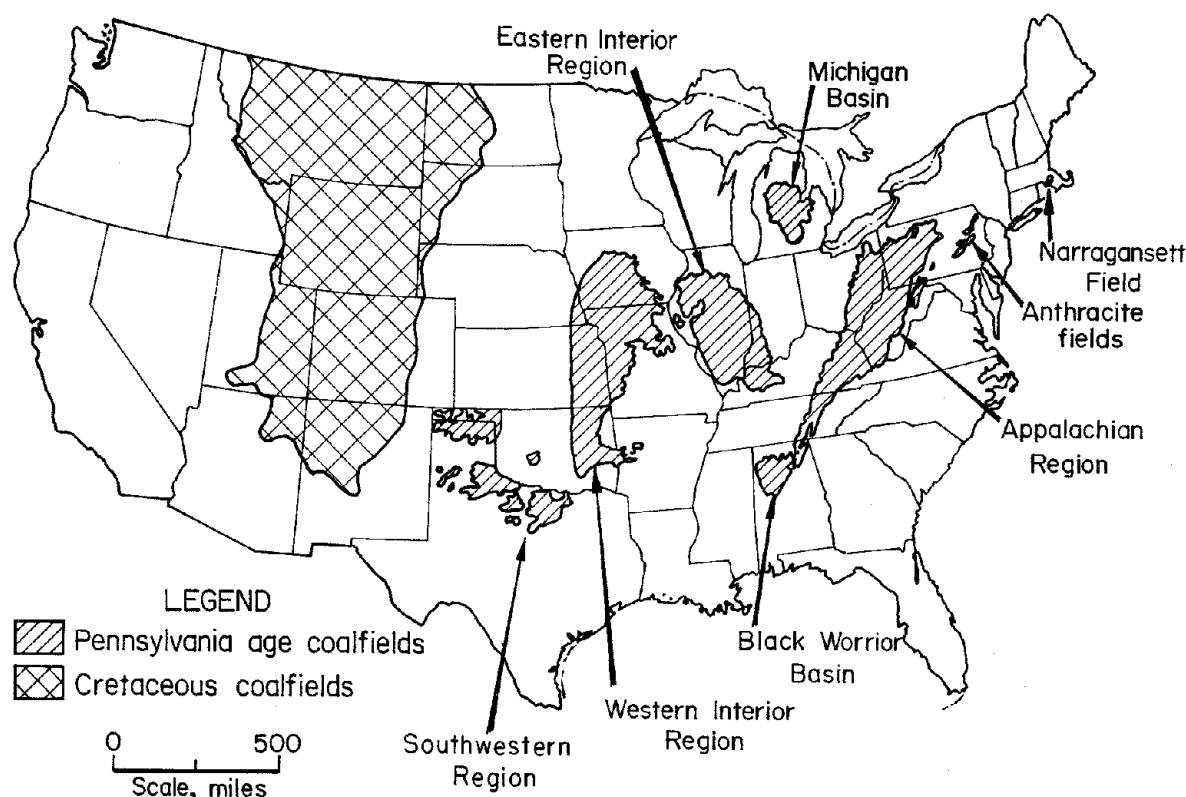 Eastern Interior
Region
Michigan
Basin
Narragansett
Field
Anthracite
fields
Appalachian
Region
LEGEND
Pennsylvania age coalfields
Cretaceous coalfields
Black Worrior
Basin
Western Interior
Region
Southwestern
Region
0 500
Scale, miles